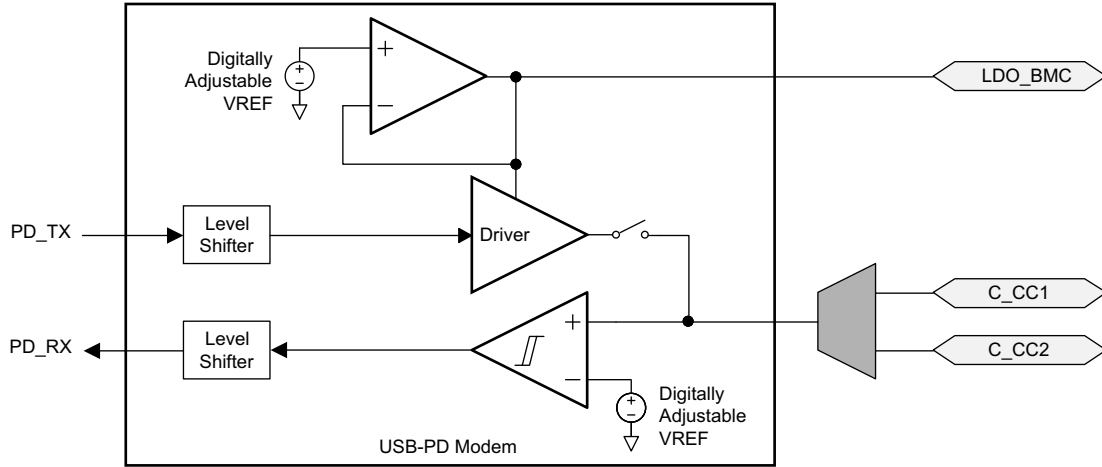 Digitally
Adjustable
VREF
+
−
+
−
LDO_BMC
PD_TX
Level
Shifter
Driver
C_CC1
PD_RX
Level
Shifter
+
−
C_CC2
+
−
Digitally
Adjustable
VREF
USB-PD Modem